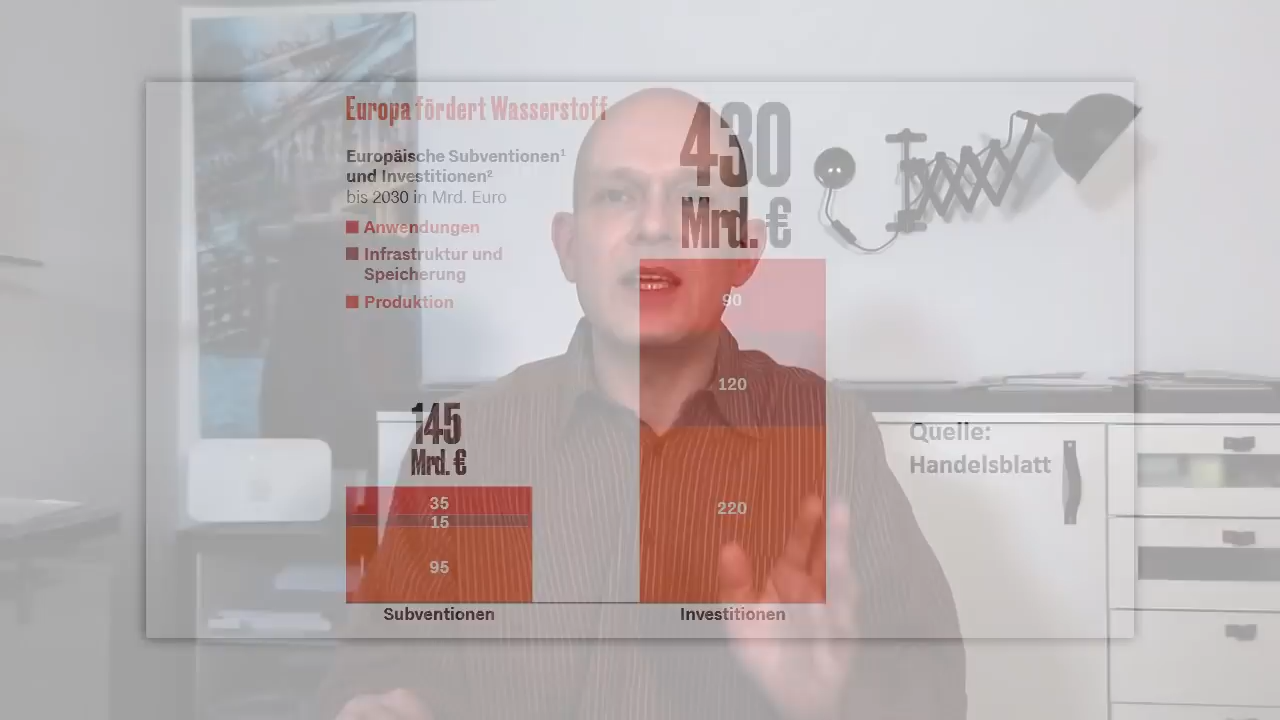 Europa fördert Wasserstoff
Europäische Subventionen¹
und Investitionen²
bis 2030 in Mrd. Euro
Anwendungen
Infrastruktur und
Speicherung
Produktion
430
Mrd. €
90
120
220
145
Mrd. €
35
15
95
Subventionen
Investitionen
Quelle:
Handelsblatt